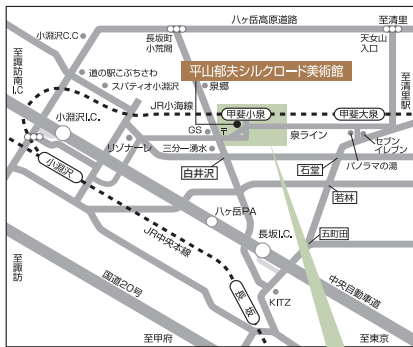 八ヶ岳高原道路
至清里
小淵沢C.C
長坂町
小荒間
天女山
入口
至諏訪南I.C
道の駅こぶちさわ
スパティオ小淵沢
泉郷
平山郁夫シルクロード美術館
至清里駅
JR小海線
甲斐小泉
甲斐大泉
小淵沢I.C.
GS
〒
泉ライン
リゾナーレ
三分一湧水
セブン
イレブン
パノラマの湯
小淵沢
白井沢
石堂
若林
八ヶ岳PA
五町田
長坂I.C.
JR中央本線
至諏訪
国道20号
長坂
KITZ
中央自動車道
至甲府
至東京